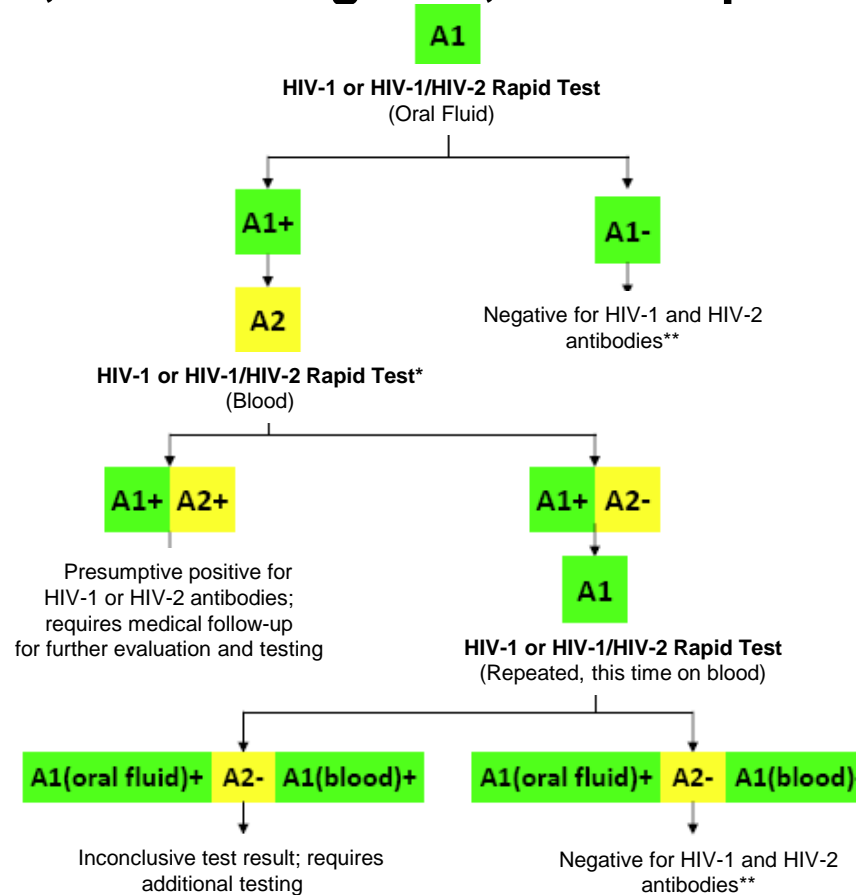 A1
HIV-1 or HIV-1/HIV-2 Rapid Test
(Oral Fluid)
A1+
A1-
A2
Negative for HIV-1 and HIV-2
antibodies**
HIV-1 or HIV-1/HIV-2 Rapid Test*
(Blood)
A1+ A2+
A1+ A2-
Presumptive positive for
HIV-1 or HIV-2 antibodies;
requires medical follow-up
for further evaluation and testing
A1
HIV-1 or HIV-1/HIV-2 Rapid Test
(Repeated, this time on blood)
A1(oral fluid)+ A2- A1(blood)+
A1(oral fluid)+ A2- A1(blood)-
Inconclusive test result; requires
additional testing
Negative for HIV-1 and HIV-2
antibodies**